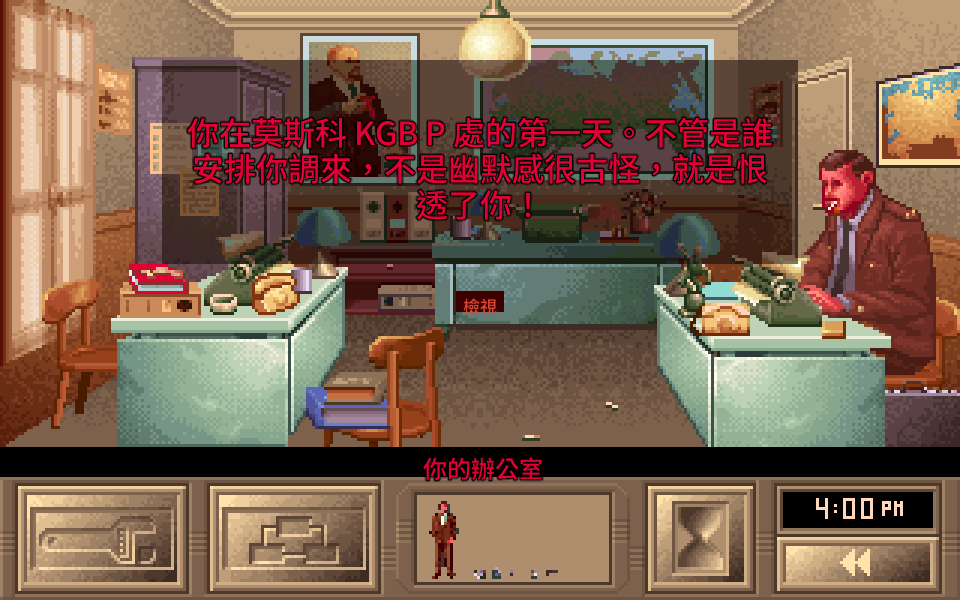 你在莫斯科 KGB P 處的第一天。不管是誰
安排你調來，不是幽默感很古怪，就是恨
透了你！
檢視
你的辦公室
4:00 PM